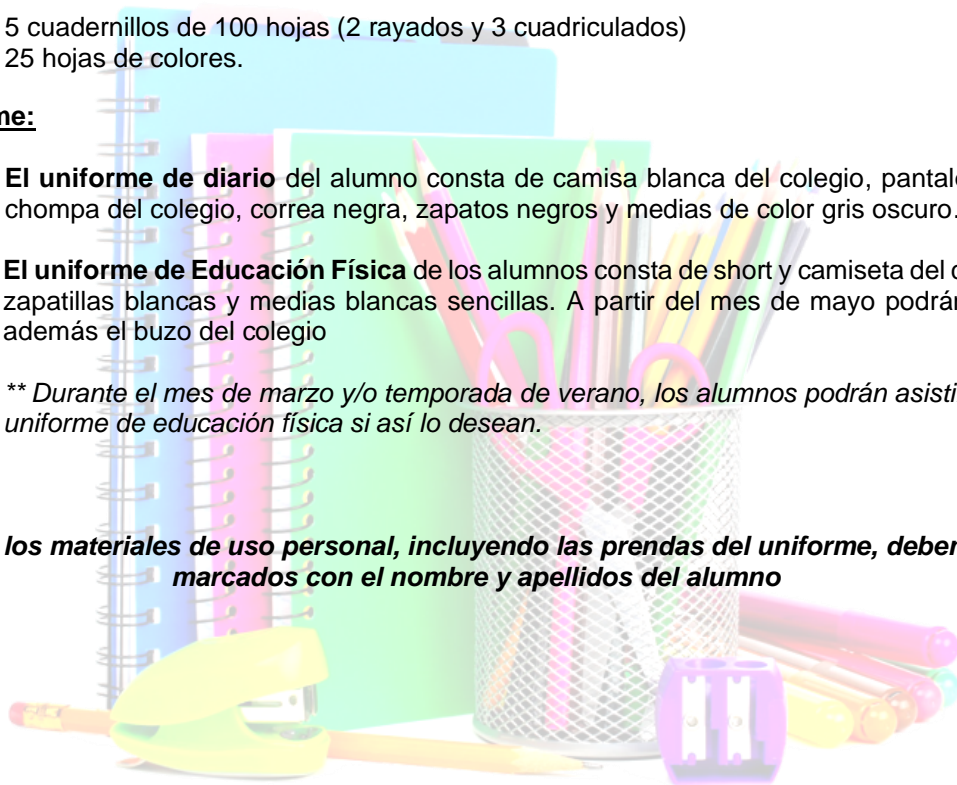 5 cuadernillos de 100 hojas (2 rayados y 3 cuadriculados)
25 hojas de colores.
me:
El uniforme de diario del alumno consta de camisa blanca del colegio, pantal
chompa del colegio, correa negra, zapatos negros y medias de color gris oscuro.
El uniforme de Educación Física de los alumnos consta de short y camiseta del
zapatillas blancas y medias blancas sencillas. A partir del mes de mayo podrán
además el buzo del colegio
** Durante el mes de marzo y/o temporada de verano, los alumnos podrán asisti
uniforme de educación física si así lo desean.
los materiales de uso personal, incluyendo las prendas del uniforme, deben
marcados con el nombre y apellidos del alumno